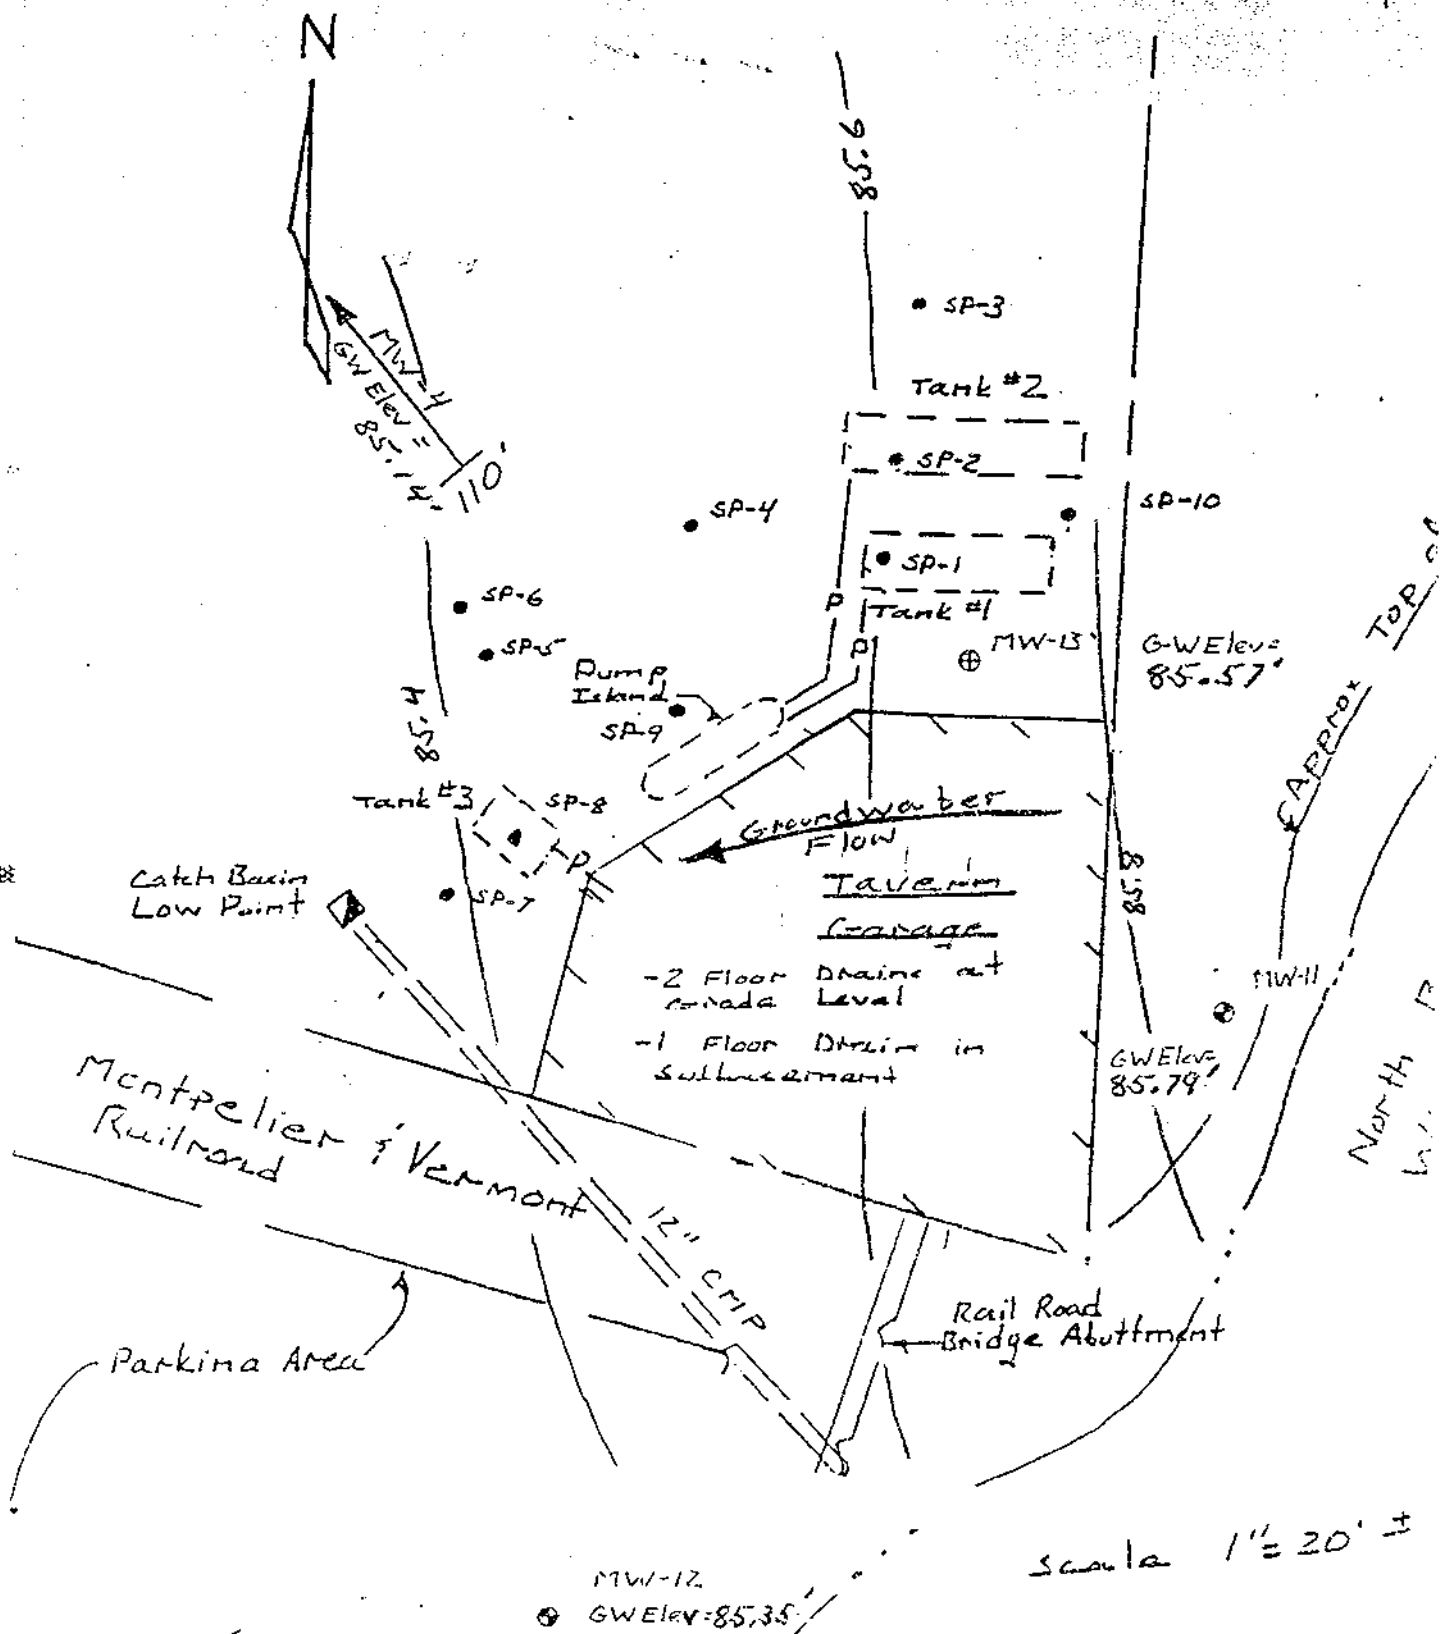 N
85.6
SP-3
MW-4
GW Elev =
85.14'
110'
Tank #2
SP-2
SP-4
SP-10
SP-1
Tank #1
P
P
SP-6
SP-5
MW-13
GW Elev=
85.57'
TOP
Approx
Pump
Island
SP-9
85.4
Tank #3
SP-8
P
Groundwater
Flow
Catch Basin
Low Point
SP-7
Tavern
Garage
85.8
-2 Floor Drains at
Grade Level
-1 Floor Drain in
MW-11
GW Elev=
85.79'
North
Montpelier & Vermont
Railroad
12" CMP
Rail Road
Bridge Abuttment
Parking Area
Scale 1"=20' ±
MW-12
GW Elev=85.35'